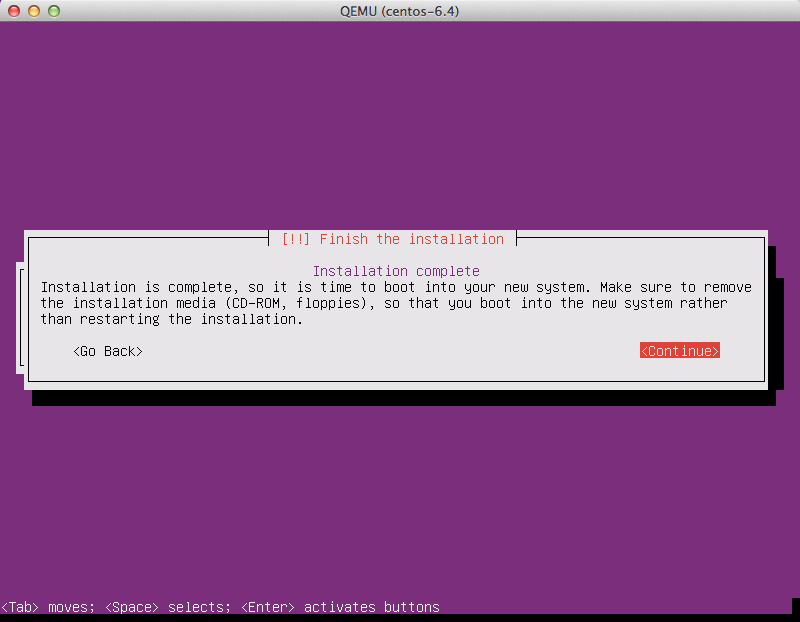 QEMU (centos-6.4)
[!!] Finish the installation
Installation complete
Installation is complete, so it is time to boot into your new system. Make sure to remove
the installation media (CD-ROM, floppies), so that you boot into the new system rather
than restarting the installation.
<Go Back> <Continue>
<Tab> moves; <Space> selects; <Enter> activates buttons